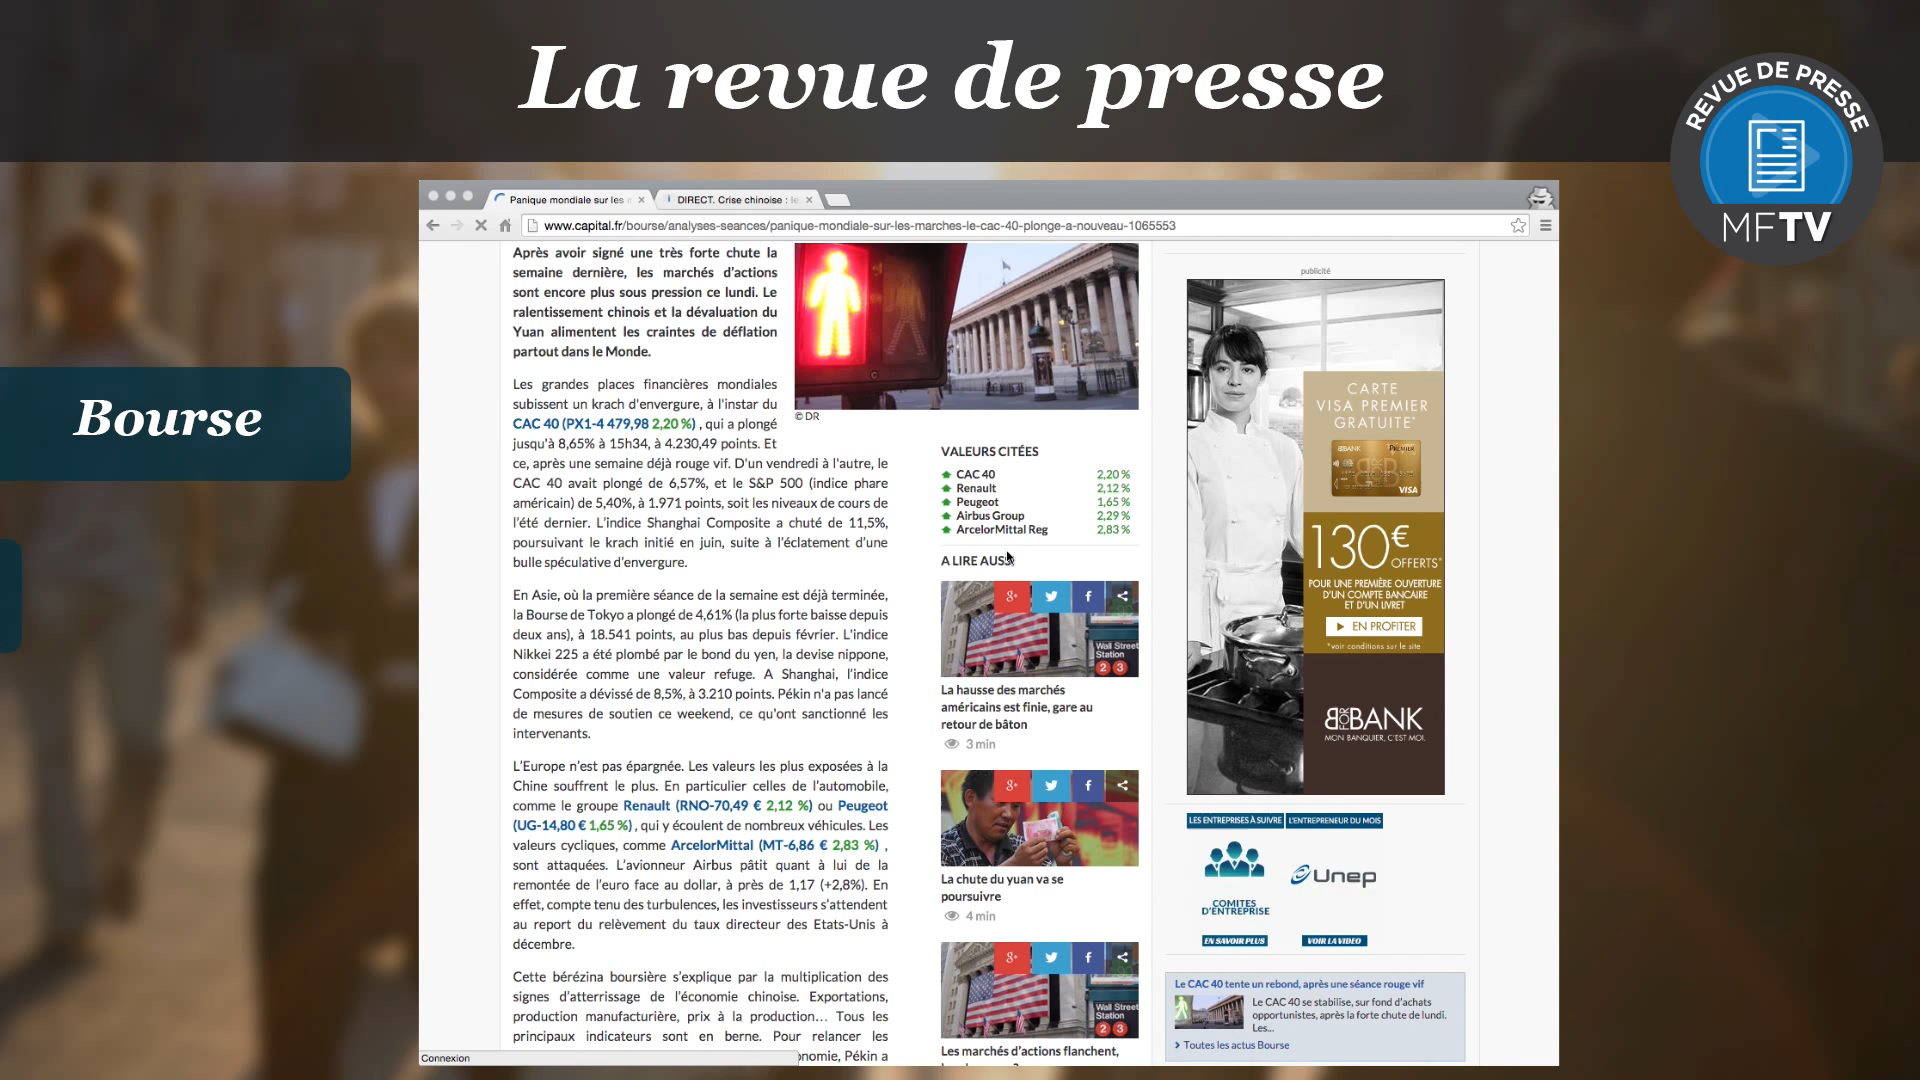 La revue de presse
REVUE DE PRESSE
MFTV
Bourse
Panique mondiale sur les
DIRECT. Crise chinoise :
www.capital.fr/bourse/analyses-seances/panique-mondiale-sur-les-marches-le-cac-40-plonge-a-nouveau-1065553
Après avoir signé une très forte chute la
semaine dernière, les marchés d'actions
sont encore plus sous pression ce lundi. Le
ralentissement chinois et la dévaluation du
Yuan alimentent les craintes de déflation
partout dans le Monde.
Les grandes places financières mondiales
subissent un krach d'envergure, à l'instar du
CAC 40 (PX1-4 479,98 2,20 %) , qui a plongé
jusqu'à 8,65% à 15h34, à 4.230,49 points. Et
ce, après une semaine déjà rouge vif. D'un vendredi à l'autre, le
CAC 40 avait plongé de 6,57%, et le S&P 500 (indice phare
américain) de 5,40%, à 1.971 points, soit les niveaux de cours de
l'été dernier. L'indice Shanghai Composite a chuté de 11,5%,
poursuivant le krach initié en juin, suite à l'éclatement d'une
bulle spéculative d'envergure.
En Asie, où la première séance de la semaine est déjà terminée,
la Bourse de Tokyo a plongé de 4,61% (la plus forte baisse depuis
deux ans), à 18.541 points, au plus bas depuis février. L'indice
Nikkei 225 a été plombé par le bond du yen, la devise nippone,
considérée comme une valeur refuge. A Shanghai, l'indice
Composite a dévissé de 8,5%, à 3.210 points. Pékin n'a pas lancé
de mesures de soutien ce weekend, ce qu'ont sanctionné les
intervenants.
L'Europe n'est pas épargnée. Les valeurs les plus exposées à la
Chine souffrent le plus. En particulier celles de l'automobile,
comme le groupe Renault (RNO-70,49 € 2,12 %) ou Peugeot
(UG-14,80 € 1,65 %) , qui y écoulent de nombreux véhicules. Les
valeurs cycliques, comme ArcelorMittal (MT-6,86 € 2,83 %) ,
sont attaquées. L'avionneur Airbus pâtit quant à lui de la
remontée de l'euro face au dollar, à près de 1,17 (+2,8%). En
effet, compte tenu des turbulences, les investisseurs s'attendent
au report du relèvement du taux directeur des Etats-Unis à
décembre.
Cette bérézina boursière s'explique par la multiplication des
signes d'atterrissage de l'économie chinoise. Exportations,
production manufacturière, prix à la production… Tous les
principaux indicateurs sont en berne. Pour relancer les
onomie, Pékin a
Connexion
© DR
VALEURS CITÉES
CAC 40 2,20 %
Renault 2,12 %
Peugeot 1,65 %
Airbus Group 2,29 %
ArcelorMittal Reg 2,83 %
A LIRE AUSSI
Wall Street
Station
2 3
La hausse des marchés
américains est finie, gare au
retour de bâton
3 min
La chute du yuan va se
poursuivre
4 min
Wall Street
Station
2 3
Les marchés d'actions flanchent,
publicité
CARTE
VISA PREMIER
GRATUITE*
BBANK PREMIER
VISA
130€
OFFERTS*
POUR UNE PREMIÈRE OUVERTURE
D'UN COMPTE BANCAIRE
ET D'UN LIVRET
EN PROFITER
*voir conditions sur le site
BFORBANK
MON BANQUIER, C'EST MOI.
LES ENTREPRISES À SUIVRE
L'ENTREPRENEUR DU MOIS
COMITES
D'ENTREPRISE
Unep
EN SAVOIR PLUS
VOIR LA VIDEO
Le CAC 40 tente un rebond, après une séance rouge vif
Le CAC 40 se stabilise, sur fond d'achats
opportunistes, après la forte chute de lundi.
Les...
Toutes les actus Bourse